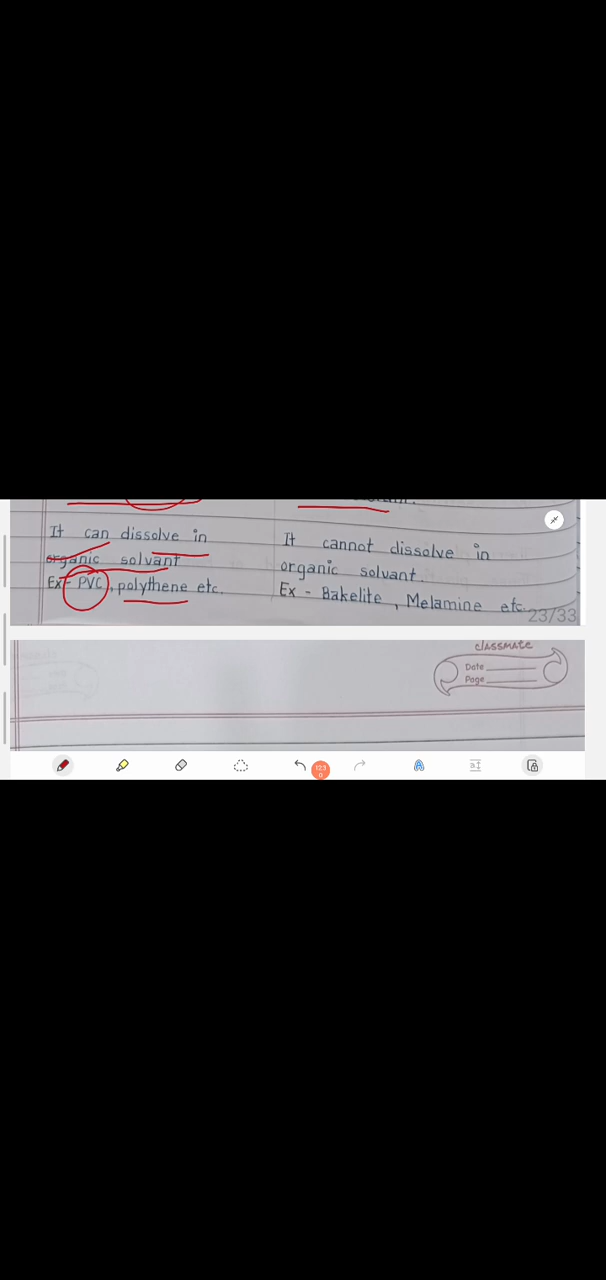 It can dissolve in
organic solvant
Ex - PVC, polythene etc.
It cannot dissolve in
organic solvant.
Ex - Bakelite, Melamine etc.
23/33
classmate
Date
Page